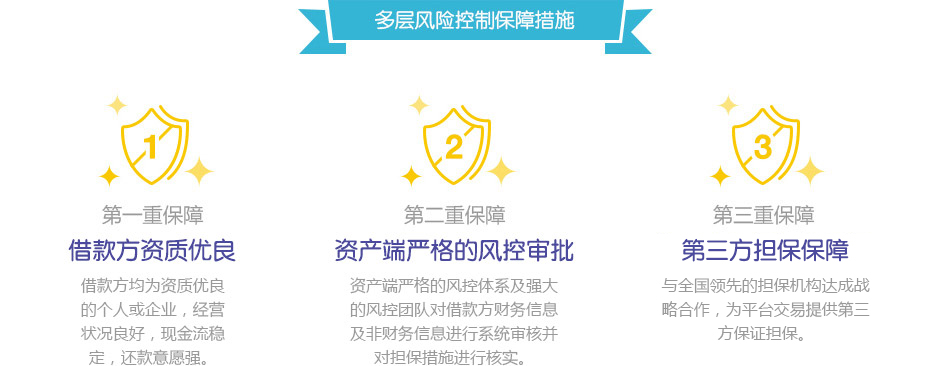 多层风险控制保障措施
1
2
3
第一重保障
第二重保障
第三重保障
借款方资质优良
资产端严格的风控审批
第三方担保保障
借款方均为资质优良
的个人或企业，经营
状况良好，现金流稳
定，还款意愿强。
资产端严格的风控体系及强大
的风控团队对借款方财务信息
及非财务信息进行系统审核并
对担保措施进行核实。
与全国领先的担保机构达成战
略合作，为平台交易提供第三
方保证担保。